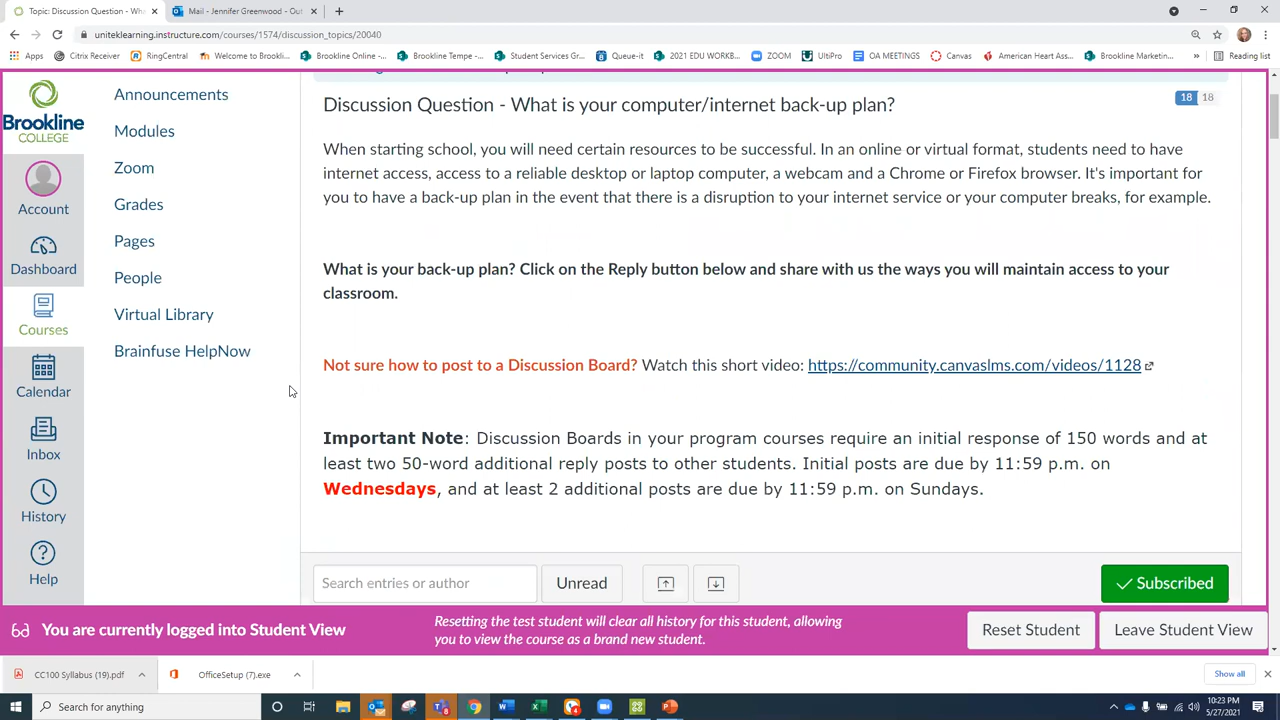 Topic: Discussion Question - Wha
Mail - Jennifer Greenwood - Out
uniteklearning.instructure.com/courses/1574/discussion_topics/20040
Apps
Citrix Receiver
RingCentral
Welcome to Brookli...
Brookline Online -...
Brookline Tempe -...
Student Services Gr...
Queue-it
2021 EDU WORKB...
ZOOM
UltiPro
OA MEETINGS
Canvas
American Heart Ass...
Brookline Marketin...
»
Reading list
Brookline
COLLEGE
Account
Dashboard
Courses
Calendar
Inbox
History
Help
Announcements
Modules
Zoom
Grades
Pages
People
Virtual Library
Brainfuse HelpNow
Discussion Question - What is your computer/internet back-up plan?
18 18
When starting school, you will need certain resources to be successful. In an online or virtual format, students need to have
internet access, access to a reliable desktop or laptop computer, a webcam and a Chrome or Firefox browser. It's important for
you to have a back-up plan in the event that there is a disruption to your internet service or your computer breaks, for example.
What is your back-up plan? Click on the Reply button below and share with us the ways you will maintain access to your
classroom.
Not sure how to post to a Discussion Board? Watch this short video: https://community.canvaslms.com/videos/1128
Important Note: Discussion Boards in your program courses require an initial response of 150 words and at
least two 50-word additional reply posts to other students. Initial posts are due by 11:59 p.m. on
Wednesdays, and at least 2 additional posts are due by 11:59 p.m. on Sundays.
Search entries or author
Unread
Subscribed
You are currently logged into Student View
Resetting the test student will clear all history for this student, allowing
you to view the course as a brand new student.
Reset Student
Leave Student View
CC100 Syllabus (19).pdf
OfficeSetup (7).exe
Show all
Search for anything
10:23 PM
5/27/2021